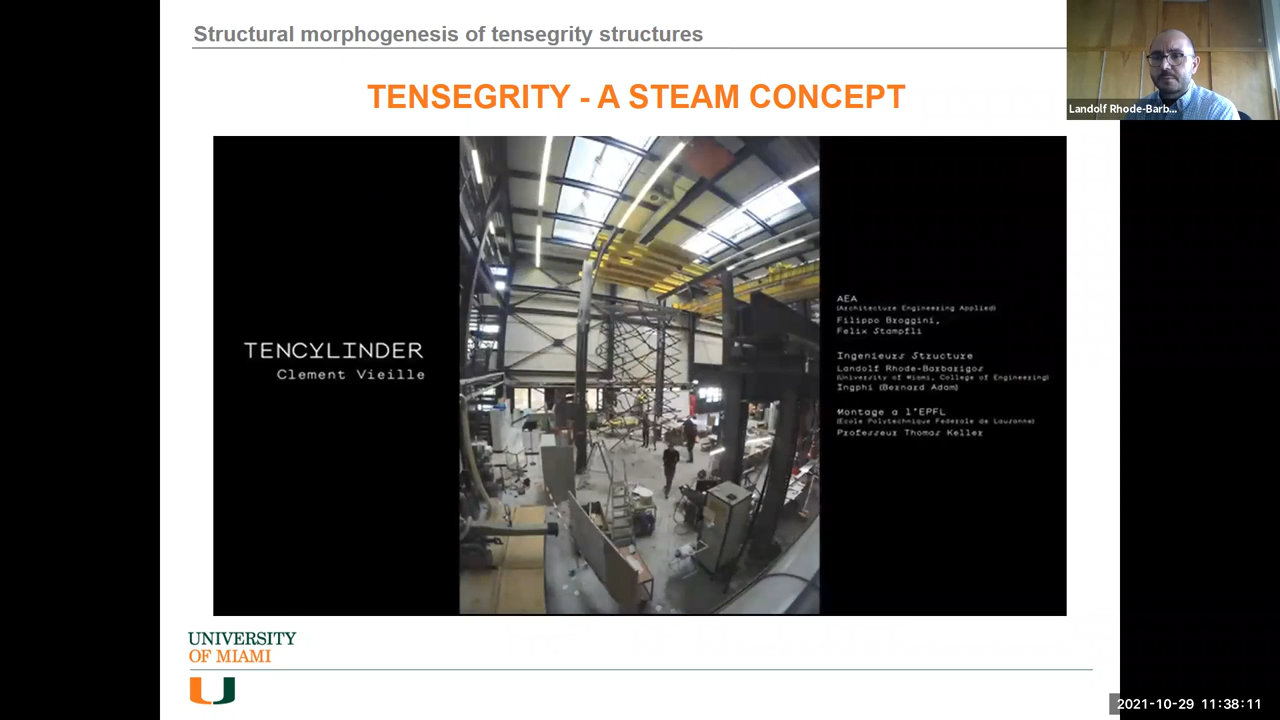 Structural morphogenesis of tensegrity structures
TENSEGRITY - A STEAM CONCEPT
Landolf Rhode-Barb...
TENCYLINDER
Clement Vieille
AEA
(Architecture Engineering Applied)
Filippo Broggini,
Felix Stampfli
Ingenieurs Structure
Landolf Rhode-Barbarigos
(University of Miami, College of Engineering)
Ingphi (Bernard Adam)
Montage a l'EPFL
(Ecole Polytechnique Federale de Lausanne)
Professeur Thomas Keller
UNIVERSITY
OF MIAMI
2021-10-29 11:38:11